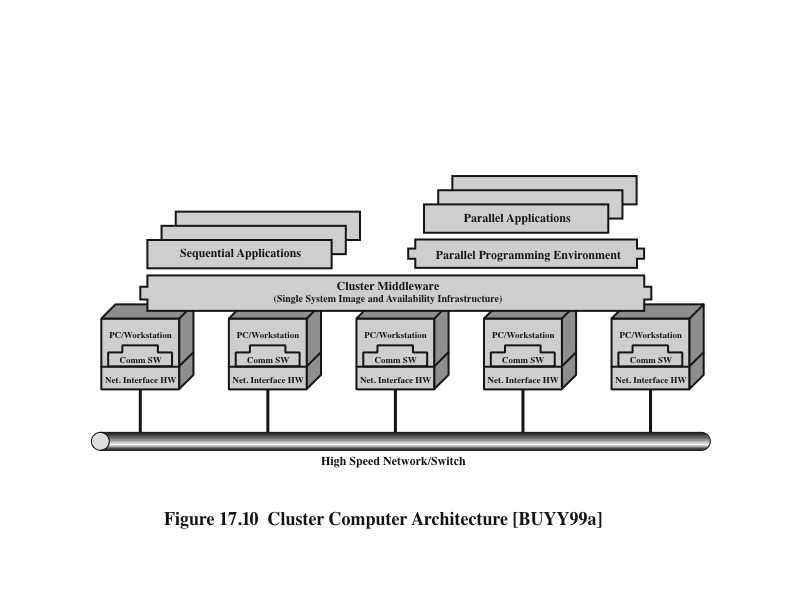 Parallel Applications
Sequential Applications
Parallel Programming Environment
Cluster Middleware
(Single System Image and Availability Infrastructure)
PC/Workstation PC/Workstation PC/Workstation PC/Workstation PC/Workstation
Comm SW Comm SW Comm SW Comm SW Comm SW
Net. Interface HW Net. Interface HW Net. Interface HW Net. Interface HW Net. Interface HW
High Speed Network/Switch
Figure 17.10 Cluster Computer Architecture [BUYY99a]